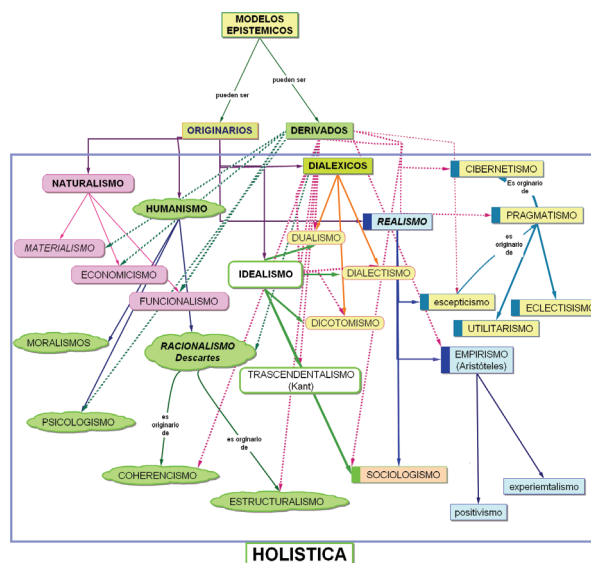 MODELOS
EPISTEMICOS
pueden ser
pueden ser
ORIGINARIOS
DERIVADOS
DIALEXICOS
CIBERNETISMO
NATURALISMO
Es orginario
de
HUMANISMO
PRAGMATISMO
REALISMO
DUALISMO
es
originario
de
MATERIALISMO
IDEALISMO
DIALECTISMO
ECONOMICISMO
FUNCIONALISMO
escepticismo
ECLECTISISMO
DICOTOMISMO
UTILITARISMO
MORALISMOS
RACIONALISMO
Descartes
EMPIRISMO
(Aristóteles)
TRASCENDENTALISMO
(Kant)
PSICOLOGISMO
es
originario
de
es orginario
de
COHERENCISMO
SOCIOLOGISMO
experiemtalismo
ESTRUCTURALISMO
positivismo
HOLISTICA